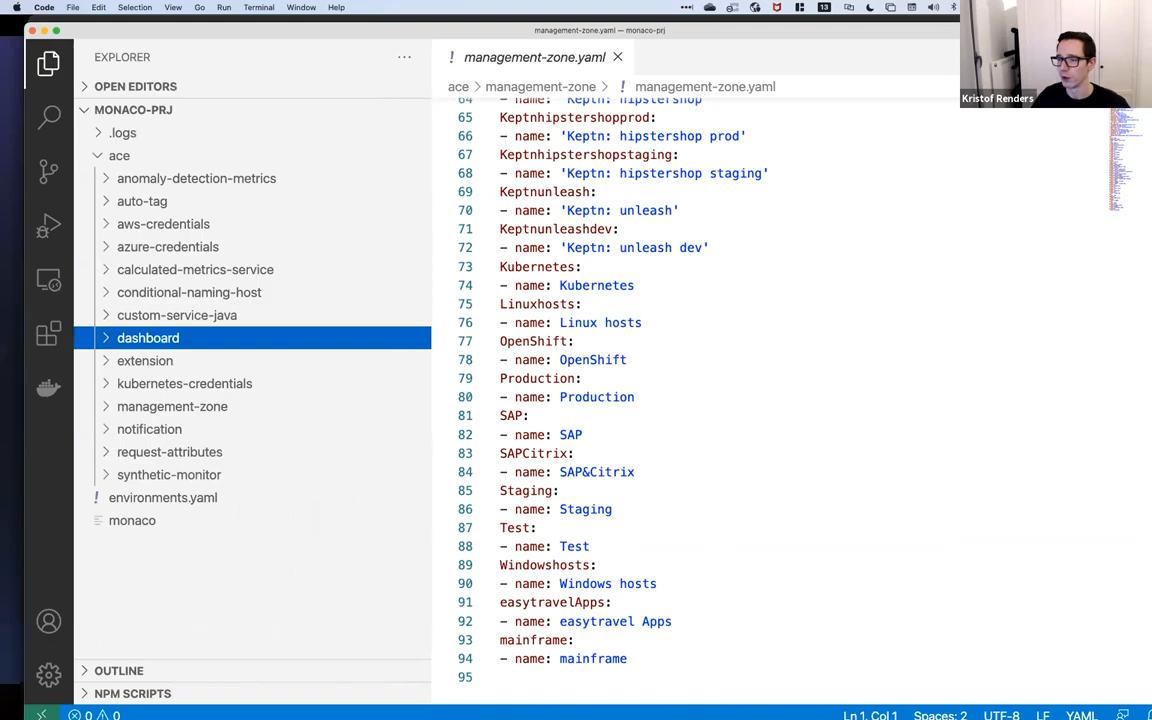 Code File Edit Selection View Go Run Terminal Window Help
13
management-zone.yaml — monaco-prj
Kristof Renders
EXPLORER
OPEN EDITORS
MONACO-PRJ
.logs
ace
anomaly-detection-metrics
auto-tag
aws-credentials
azure-credentials
calculated-metrics-service
conditional-naming-host
custom-service-java
dashboard
extension
kubernetes-credentials
management-zone
notification
request-attributes
synthetic-monitor
! environments.yaml
monaco
OUTLINE
NPM SCRIPTS
! management-zone.yaml
ace > management-zone > ! management-zone.yaml
64 - name: 'Keptn: hipstershop'
65 Keptnhipstershopprod:
66 - name: 'Keptn: hipstershop prod'
67 Keptnhipstershopstaging:
68 - name: 'Keptn: hipstershop staging'
69 Keptnunleash:
70 - name: 'Keptn: unleash'
71 Keptnunleashdev:
72 - name: 'Keptn: unleash dev'
73 Kubernetes:
74 - name: Kubernetes
75 Linuxhosts:
76 - name: Linux hosts
77 OpenShift:
78 - name: OpenShift
79 Production:
80 - name: Production
81 SAP:
82 - name: SAP
83 SAPCitrix:
84 - name: SAP&Citrix
85 Staging:
86 - name: Staging
87 Test:
88 - name: Test
89 Windowshosts:
90 - name: Windows hosts
91 easytravelApps:
92 - name: easytravel Apps
93 mainframe:
94 - name: mainframe
95
0 0
Ln 1, Col 1 Spaces: 2 UTF-8 LF YAML